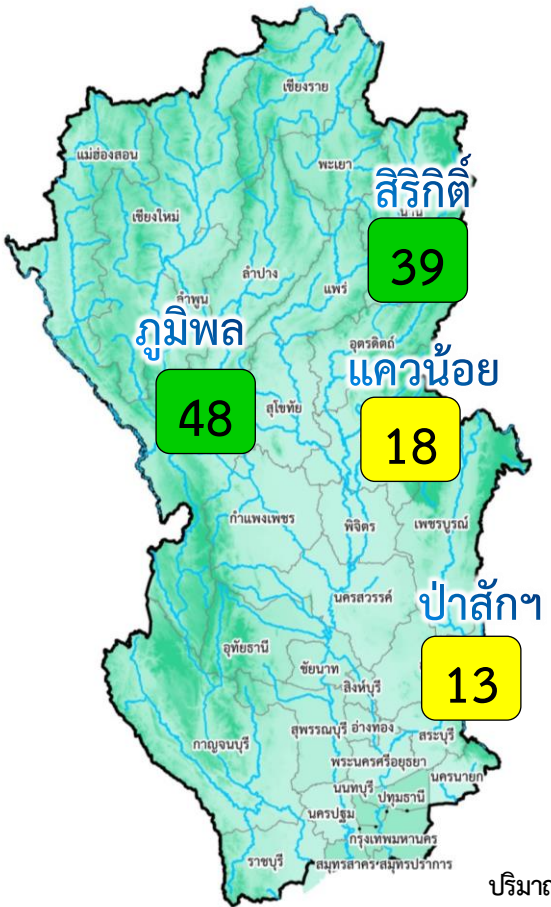 เชียงราย
แม่ฮ่องสอน
พะเยา
สิริกิติ์
น่าน
เชียงใหม่
39
ลำปาง
แพร่
ลำพูน
ภูมิพล
อุตรดิตถ์
แควน้อย
48
สุโขทัย
18
กำแพงเพชร
พิจิตร
เพชรบูรณ์
นครสวรรค์
ป่าสักฯ
อุทัยธานี
ชัยนาท
13
สิงห์บุรี
สุพรรณบุรี อ่างทอง
สระบุรี
กาญจนบุรี
พระนครศรีอยุธยา
นครนายก
นนทบุรี
ปทุมธานี
นครปฐม
กรุงเทพมหานคร
ราชบุรี
สมุทรสาคร สมุทรปราการ